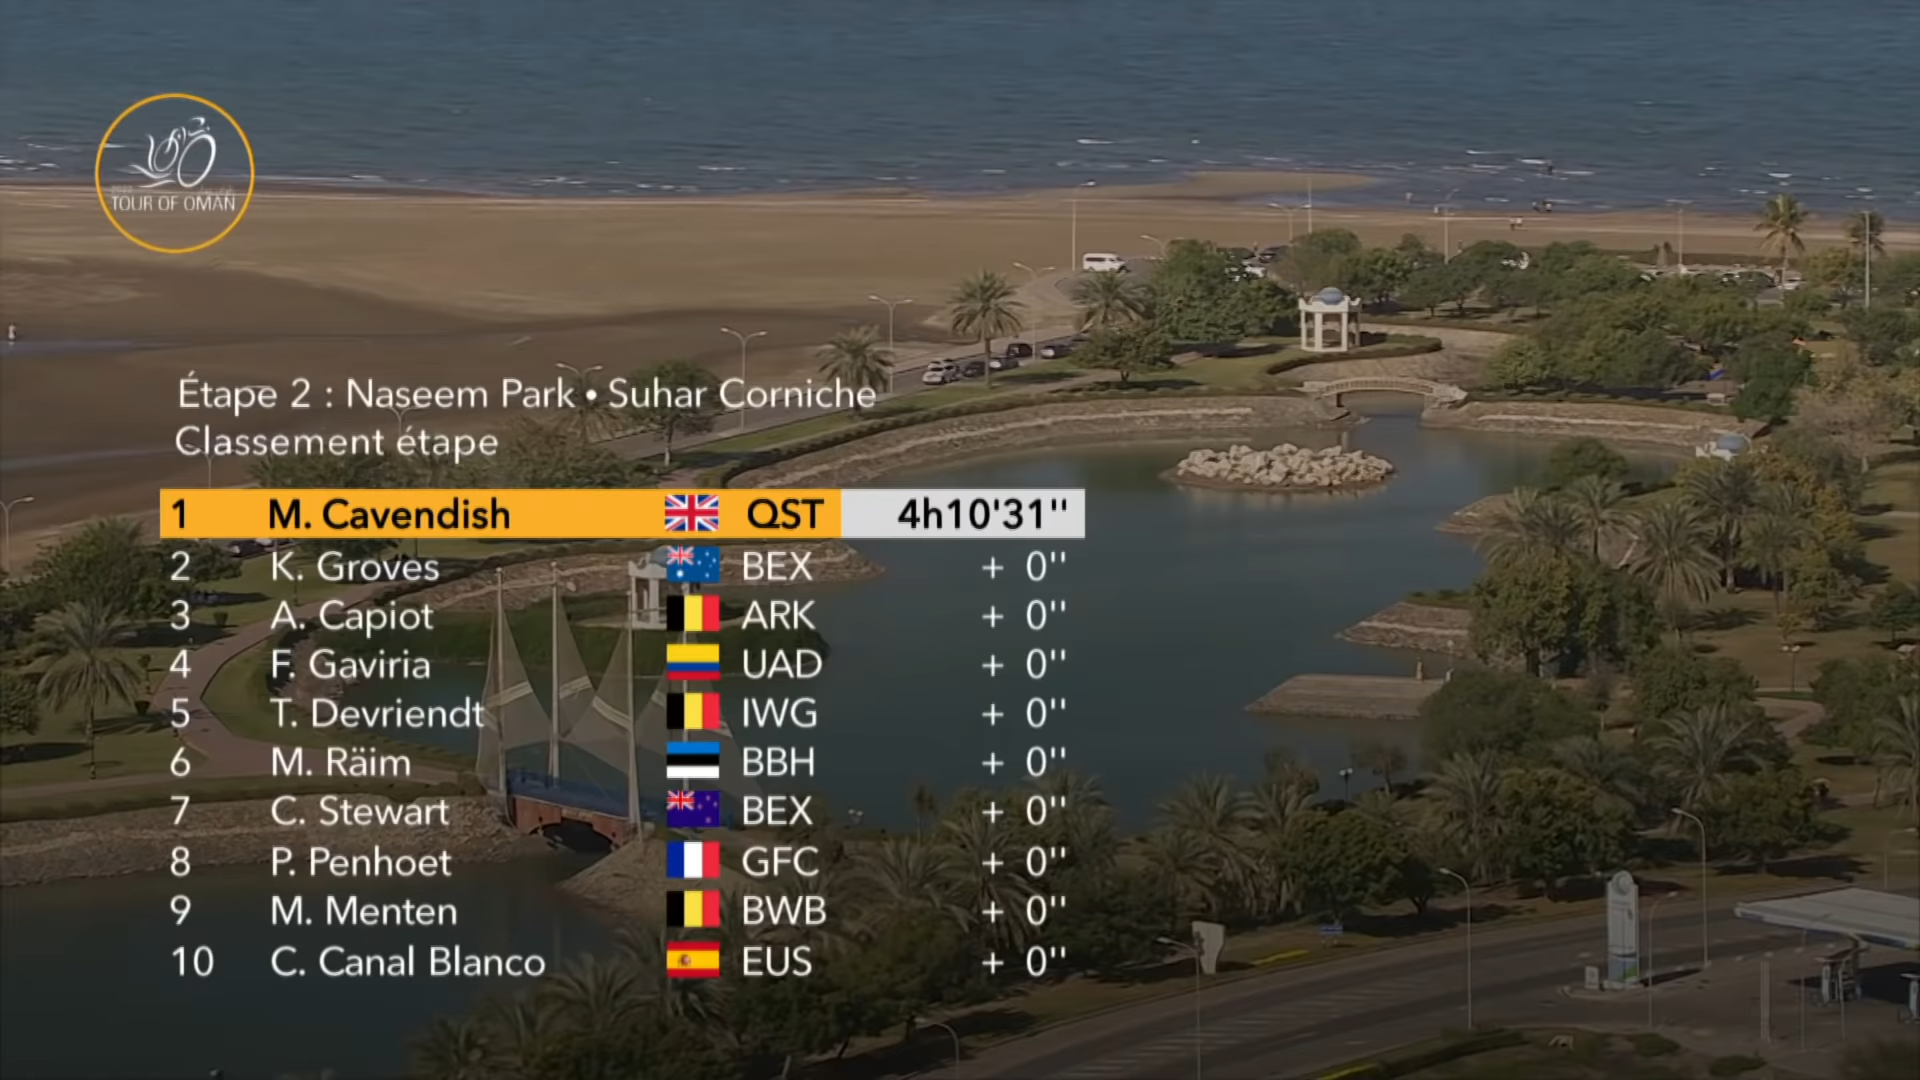 TOUR OF OMAN
Étape 2 : Naseem Park • Suhar Corniche
Classement étape
1 M. Cavendish QST 4h10'31''
2 K. Groves BEX + 0''
3 A. Capiot ARK + 0''
4 F. Gaviria UAD + 0''
5 T. Devriendt IWG + 0''
6 M. Räim BBH + 0''
7 C. Stewart BEX + 0''
8 P. Penhoet GFC + 0''
9 M. Menten BWB + 0''
10 C. Canal Blanco EUS + 0''